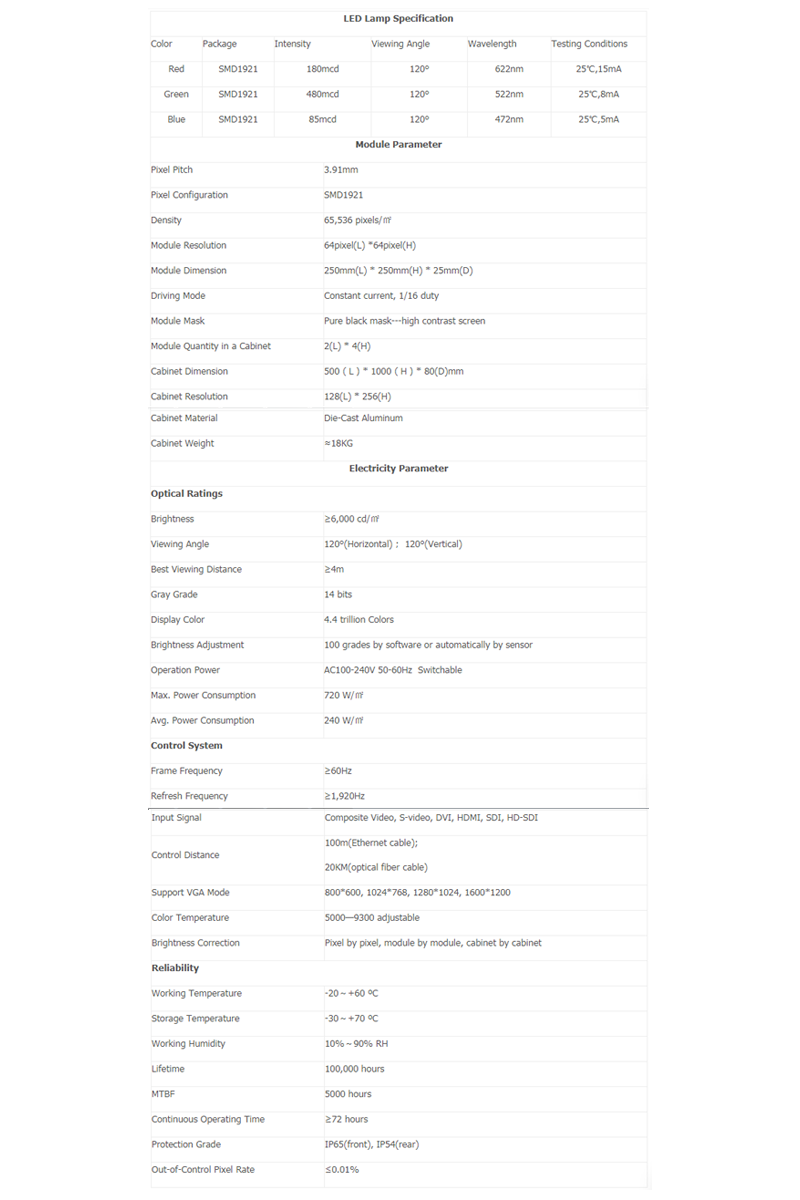 LED Lamp Specification
Color Package Intensity Viewing Angle Wavelength Testing Conditions
Red SMD1921 180mcd 120º 622nm 25℃,15mA
Green SMD1921 480mcd 120º 522nm 25℃,8mA
Blue SMD1921 85mcd 120º 472nm 25℃,5mA
Module Parameter
Pixel Pitch 3.91mm
Pixel Configuration SMD1921
Density 65,536 pixels/㎡
Module Resolution 64pixel(L) *64pixel(H)
Module Dimension 250mm(L) * 250mm(H) * 25mm(D)
Driving Mode Constant current, 1/16 duty
Module Mask Pure black mask---high contrast screen
Module Quantity in a Cabinet 2(L) * 4(H)
Cabinet Dimension 500（L）* 1000（H）* 80(D)mm
Cabinet Resolution 128(L) * 256(H)
Cabinet Material Die-Cast Aluminum
Cabinet Weight ≈18KG
Electricity Parameter
Optical Ratings
Brightness ≥6,000 cd/㎡
Viewing Angle 120º(Horizontal)； 120º(Vertical)
Best Viewing Distance ≥4m
Gray Grade 14 bits
Display Color 4.4 trillion Colors
Brightness Adjustment 100 grades by software or automatically by sensor
Operation Power AC100-240V 50-60Hz Switchable
Max. Power Consumption 720 W/㎡
Avg. Power Consumption 240 W/㎡
Control System
Frame Frequency ≥60Hz
Refresh Frequency ≥1,920Hz
Input Signal Composite Video, S-video, DVI, HDMI, SDI, HD-SDI
Control Distance 100m(Ethernet cable);
20KM(optical fiber cable)
Support VGA Mode 800*600, 1024*768, 1280*1024, 1600*1200
Color Temperature 5000—9300 adjustable
Brightness Correction Pixel by pixel, module by module, cabinet by cabinet
Reliability
Working Temperature -20～+60 ºC
Storage Temperature -30～+70 ºC
Working Humidity 10%～90% RH
Lifetime 100,000 hours
MTBF 5000 hours
Continuous Operating Time ≥72 hours
Protection Grade IP65(front), IP54(rear)
Out-of-Control Pixel Rate ≤0.01%